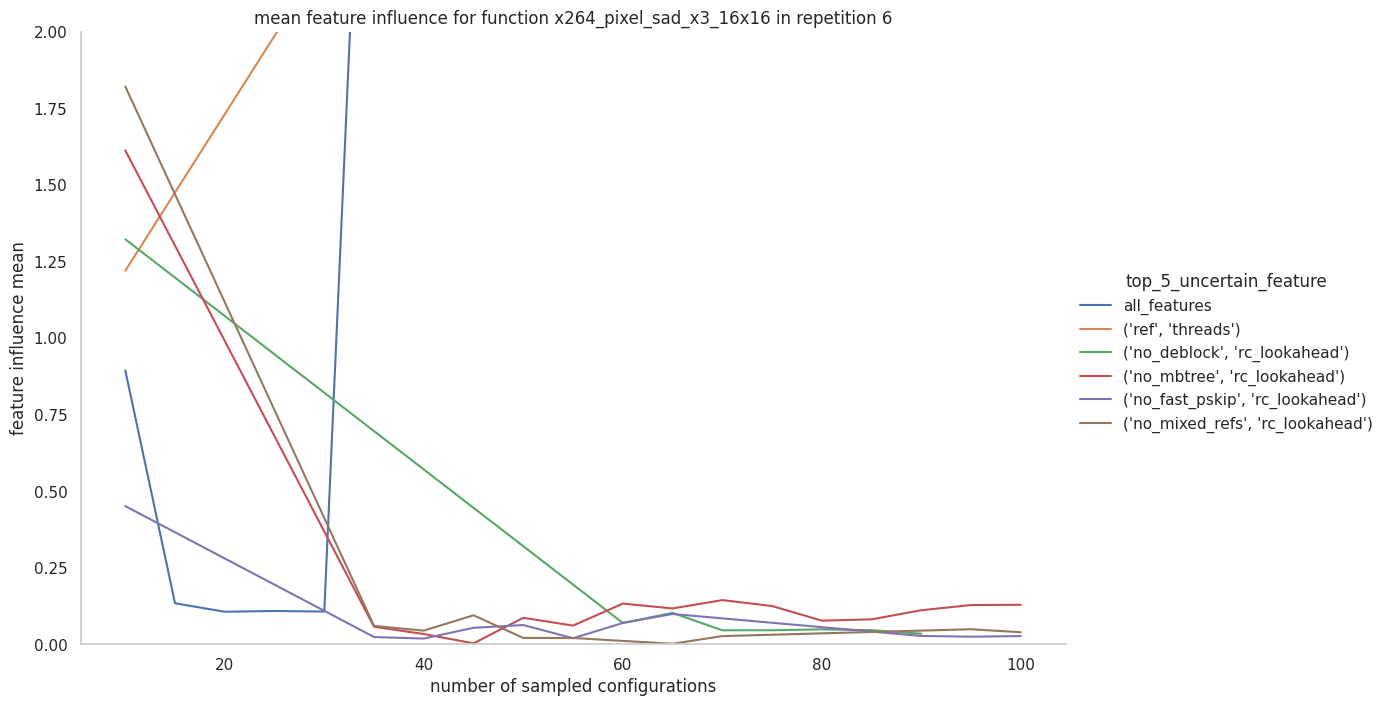 mean feature influence for function x264_pixel_sad_x3_16x16 in repetition 6
2.00
1.75
1.50
1.25
1.00
0.75
0.50
0.25
0.00
feature influence mean
20
40
60
80
100
number of sampled configurations
top_5_uncertain_feature
all_features
('ref', 'threads')
('no_deblock', 'rc_lookahead')
('no_mbtree', 'rc_lookahead')
('no_fast_pskip', 'rc_lookahead')
('no_mixed_refs', 'rc_lookahead')